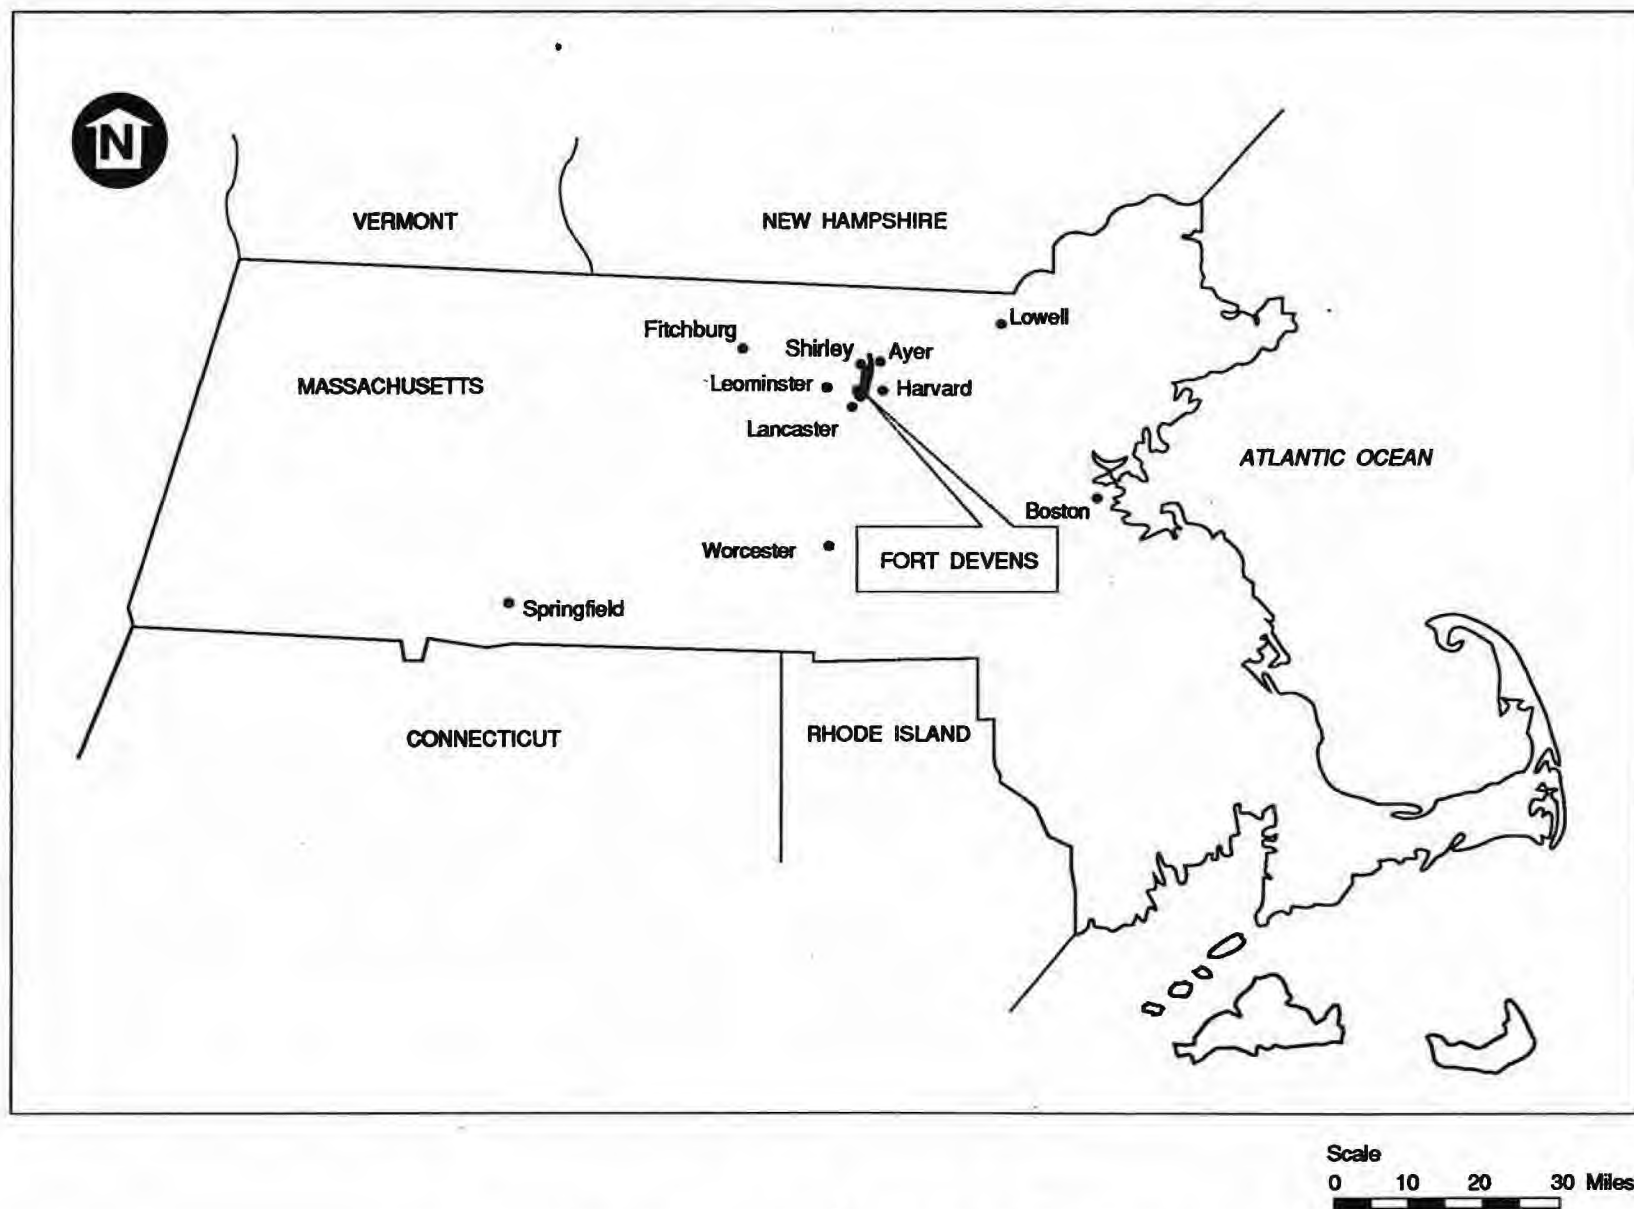 N
VERMONT
NEW HAMPSHIRE
Lowell
Fitchburg
Shirley
Ayer
MASSACHUSETTS
Leominster
Harvard
Lancaster
ATLANTIC OCEAN
Boston
Worcester
FORT DEVENS
Springfield
CONNECTICUT
RHODE ISLAND
Scale
0 10 20 30 Miles